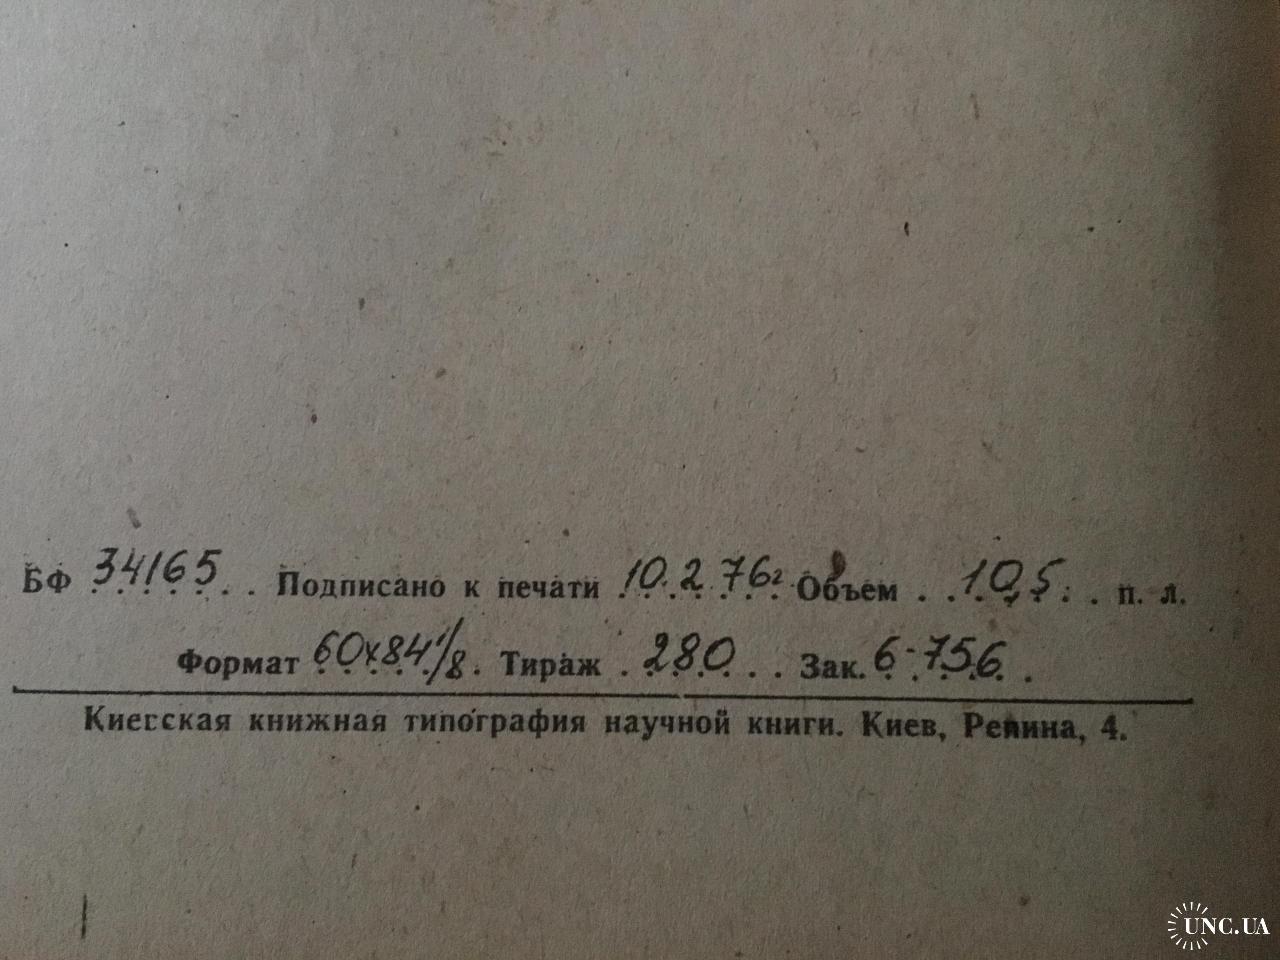 БФ 34165 . . Подписано к печати 10.2.76г. Объем . . 10,5 . . п. л.
Формат 60х84 1/8. Тираж . 280 . . . Зак. 6-756 .
Киевская книжная типография научной книги. Киев, Репина, 4.
UNC.UA